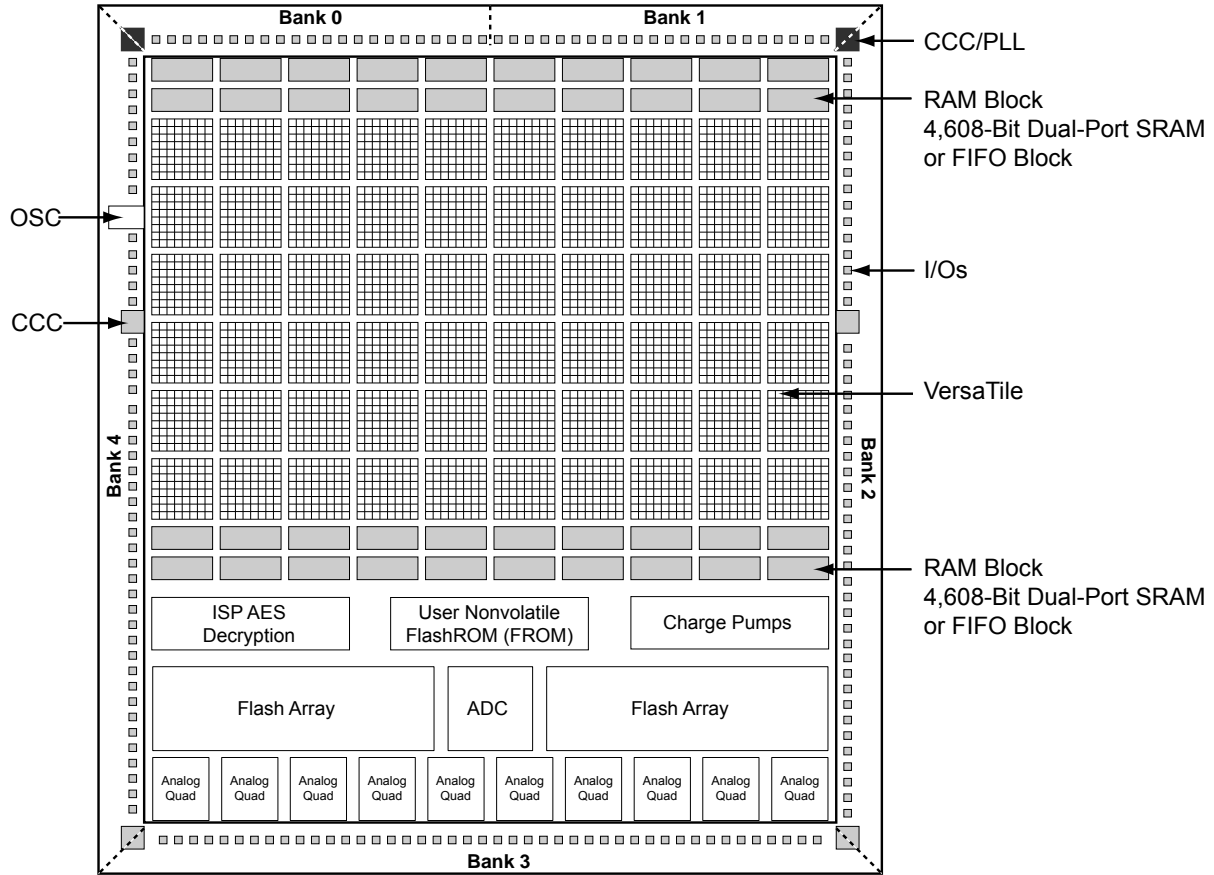 Bank 0
Bank 1
CCC/PLL
RAM Block
4,608-Bit Dual-Port SRAM
or FIFO Block
OSC
I/Os
CCC
VersaTile
Bank 4
Bank 2
RAM Block
4,608-Bit Dual-Port SRAM
or FIFO Block
ISP AES
Decryption
User Nonvolatile
FlashROM (FROM)
Charge Pumps
Flash Array
ADC
Flash Array
Analog
Quad
Analog
Quad
Analog
Quad
Analog
Quad
Analog
Quad
Analog
Quad
Analog
Quad
Analog
Quad
Analog
Quad
Analog
Quad
Bank 3